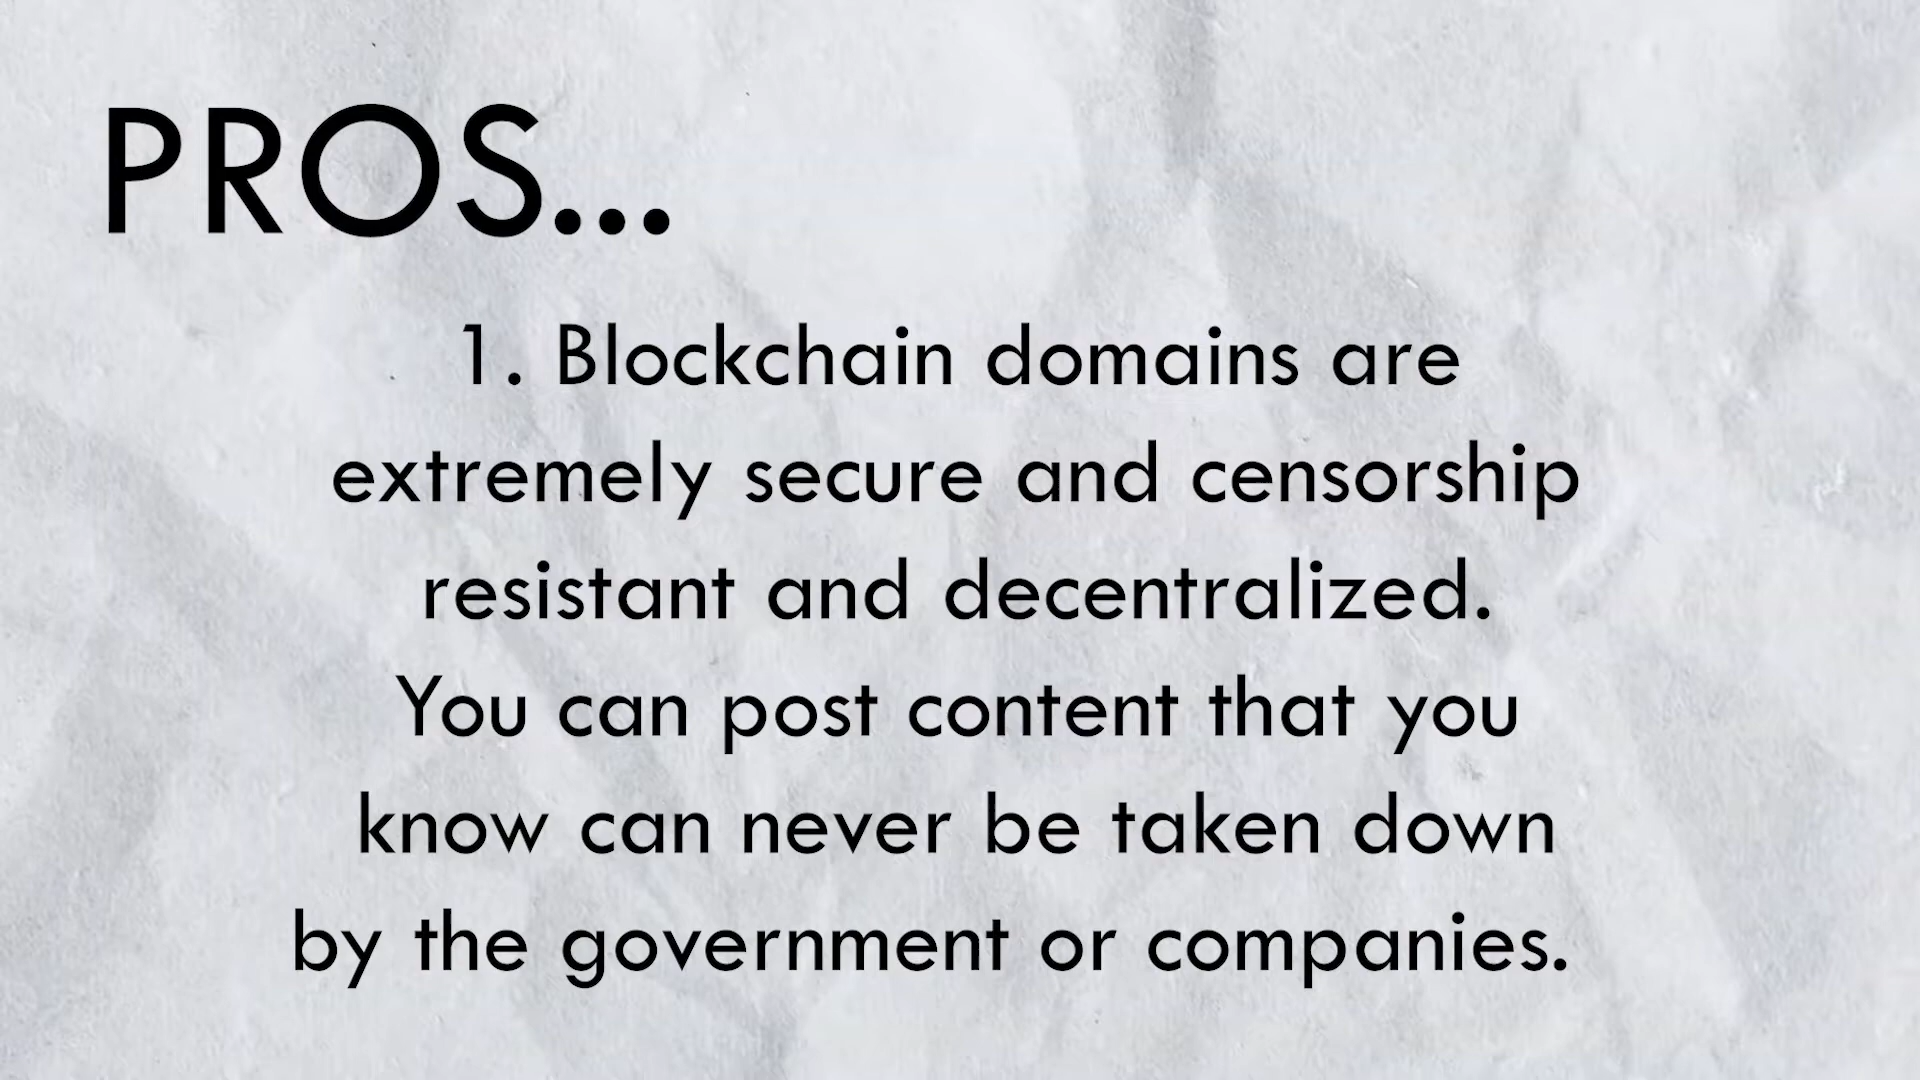 PROS...
1. Blockchain domains are
extremely secure and censorship
resistant and decentralized.
You can post content that you
know can never be taken down
by the government or companies.